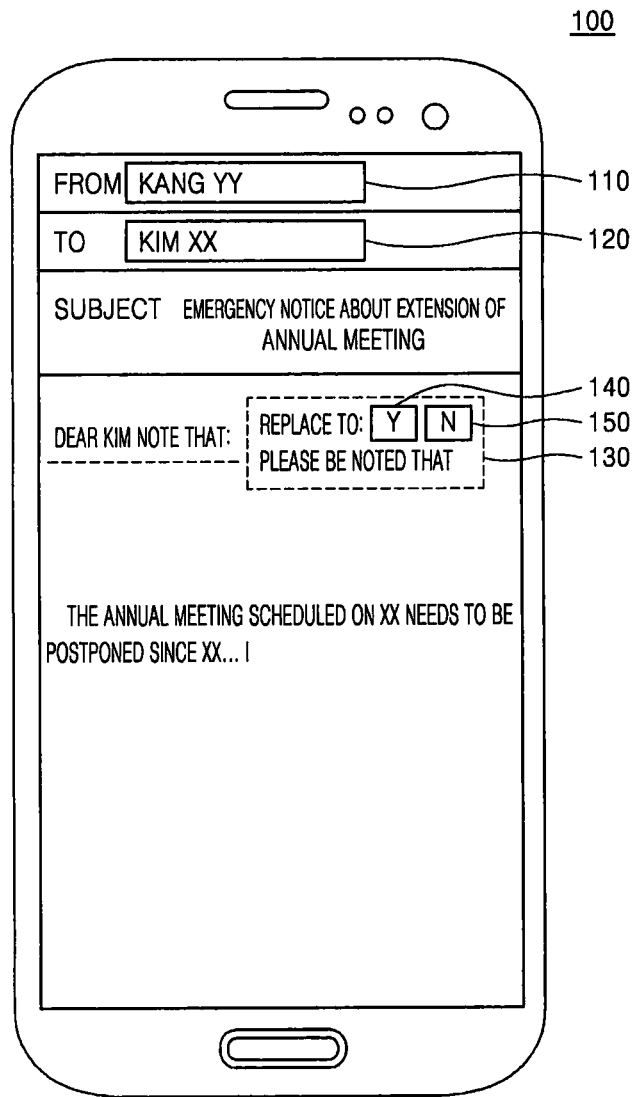 100
FROM KANG YY 110
TO KIM XX 120
SUBJECT EMERGENCY NOTICE ABOUT EXTENSION OF
ANNUAL MEETING
140
DEAR KIM NOTE THAT: REPLACE TO: Y N 150
PLEASE BE NOTED THAT 130
THE ANNUAL MEETING SCHEDULED ON XX NEEDS TO BE
POSTPONED SINCE XX... |